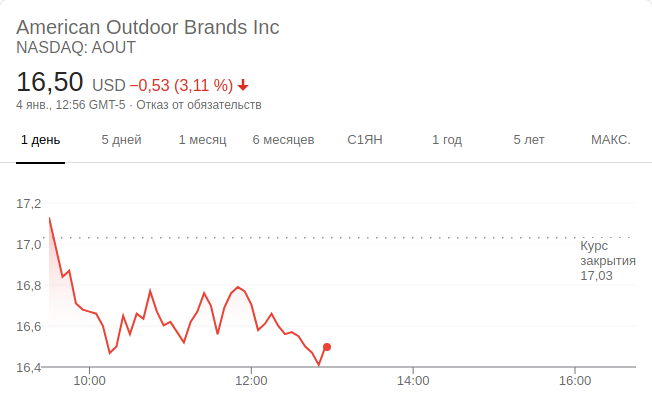 American Outdoor Brands Inc
NASDAQ: AOUT
16,50 USD −0,53 (3,11 %)
4 янв., 12:56 GMT-5 · Отказ от обязательств
1 день 5 дней 1 месяц 6 месяцев С1ЯН 1 год 5 лет МАКС.
17,2
17,0
Курс
закрытия
17,03
16,8
16,6
16,4
10:00 12:00 14:00 16:00